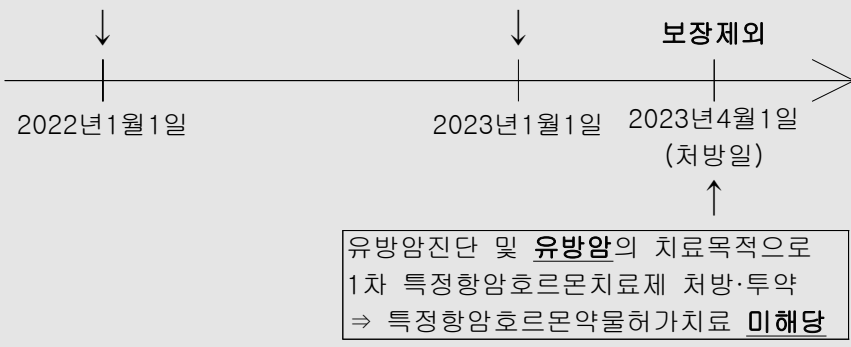 보장제외
2022년1월1일
2023년1월1일
2023년4월1일
(처방일)
유방암진단 및 유방암의 치료목적으로
1차 특정항암호르몬치료제 처방·투약
⇒ 특정항암호르몬약물허가치료 미해당